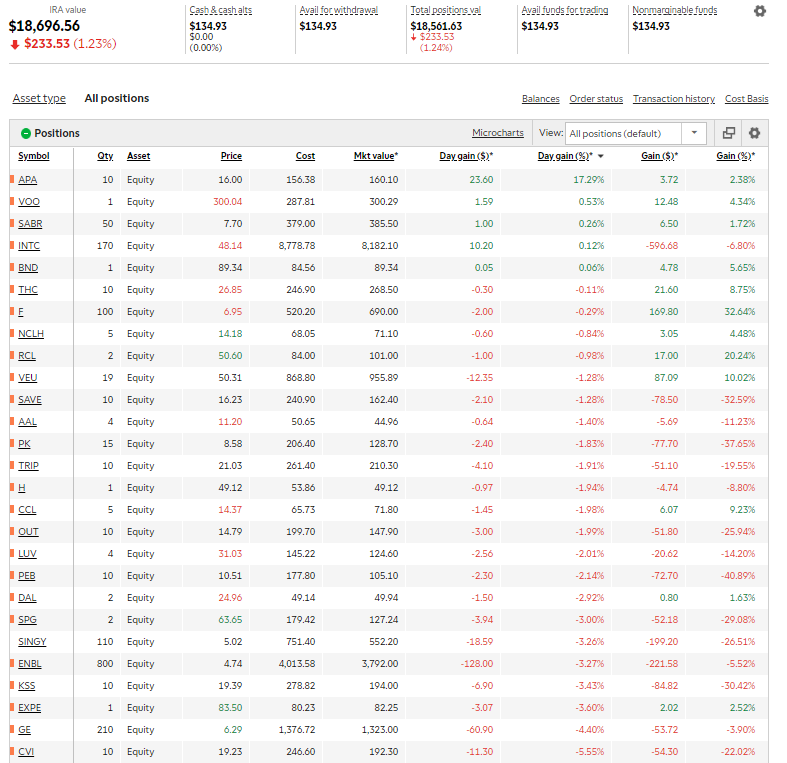 IRA value Cash & cash alts Avail for withdrawal Total positions val Avail funds for trading Nonmarginable funds
$18,696.56 $134.93 $134.93 $18,561.63 $134.93 $134.93
$233.53 (1.23%) $0.00 $233.53
(0.00%) (1.24%)
Asset type All positions Balances Order status Transaction history Cost Basis
Positions Microcharts View: All positions (default)
Symbol Qty Asset Price Cost Mkt value* Day gain ($)* Day gain (%)* Gain ($)* Gain (%)*
APA 10 Equity 16.00 156.38 160.10 23.60 17.29% 3.72 2.38%
VOO 1 Equity 300.04 287.81 300.29 1.59 0.53% 12.48 4.34%
SABR 50 Equity 7.70 379.00 385.50 1.00 0.26% 6.50 1.72%
INTC 170 Equity 48.14 8,778.78 8,182.10 10.20 0.12% -596.68 -6.80%
BND 1 Equity 89.34 84.56 89.34 0.05 0.06% 4.78 5.65%
THC 10 Equity 26.85 246.90 268.50 -0.30 -0.11% 21.60 8.75%
F 100 Equity 6.95 520.20 690.00 -2.00 -0.29% 169.80 32.64%
NCLH 5 Equity 14.18 68.05 71.10 -0.60 -0.84% 3.05 4.48%
RCL 2 Equity 50.60 84.00 101.00 -1.00 -0.98% 17.00 20.24%
VEU 19 Equity 50.31 868.80 955.89 -12.35 -1.28% 87.09 10.02%
SAVE 10 Equity 16.23 240.90 162.40 -2.10 -1.28% -78.50 -32.59%
AAL 4 Equity 11.20 50.65 44.96 -0.64 -1.40% -5.69 -11.23%
PK 15 Equity 8.58 206.40 128.70 -2.40 -1.83% -77.70 -37.65%
TRIP 10 Equity 21.03 261.40 210.30 -4.10 -1.91% -51.10 -19.55%
H 1 Equity 49.12 53.86 49.12 -0.97 -1.94% -4.74 -8.80%
CCL 5 Equity 14.37 65.73 71.80 -1.45 -1.98% 6.07 9.23%
OUT 10 Equity 14.79 199.70 147.90 -3.00 -1.99% -51.80 -25.94%
LUV 4 Equity 31.03 145.22 124.60 -2.56 -2.01% -20.62 -14.20%
PEB 10 Equity 10.51 177.80 105.10 -2.30 -2.14% -72.70 -40.89%
DAL 2 Equity 24.96 49.14 49.94 -1.50 -2.92% 0.80 1.63%
SPG 2 Equity 63.65 179.42 127.24 -3.94 -3.00% -52.18 -29.08%
SINGY 110 Equity 5.02 751.40 552.20 -18.59 -3.26% -199.20 -26.51%
ENBL 800 Equity 4.74 4,013.58 3,792.00 -128.00 -3.27% -221.58 -5.52%
KSS 10 Equity 19.39 278.82 194.00 -6.90 -3.43% -84.82 -30.42%
EXPE 1 Equity 83.50 80.23 82.25 -3.07 -3.60% 2.02 2.52%
GE 210 Equity 6.29 1,376.72 1,323.00 -60.90 -4.40% -53.72 -3.90%
CVI 10 Equity 19.23 246.60 192.30 -11.30 -5.55% -54.30 -22.02%